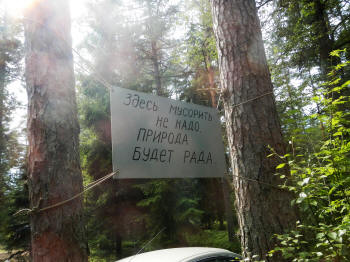 Здесь мусорить
не надо
природа
будет рада